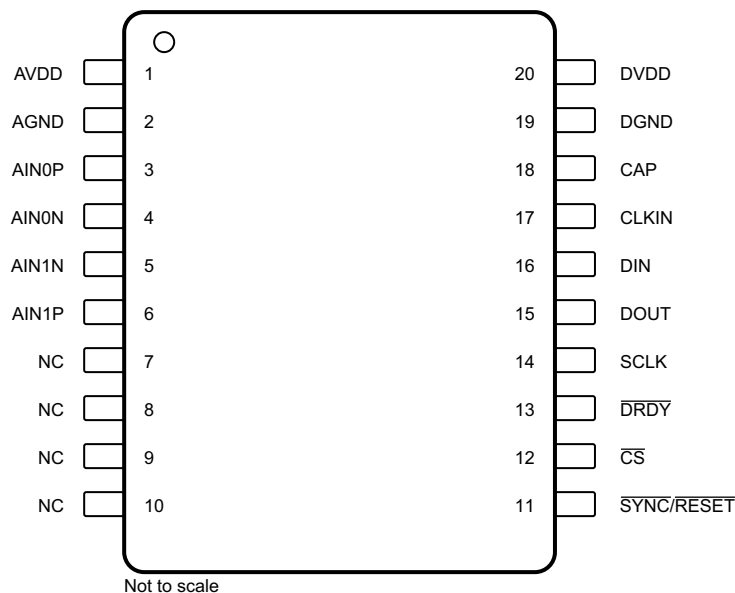 AVDD 1 20 DVDD
AGND 2 19 DGND
AIN0P 3 18 CAP
AIN0N 4 17 CLKIN
AIN1N 5 16 DIN
AIN1P 6 15 DOUT
NC 7 14 SCLK
NC 8 13 DRDY
NC 9 12 CS
NC 10 11 SYNC/RESET
Not to scale